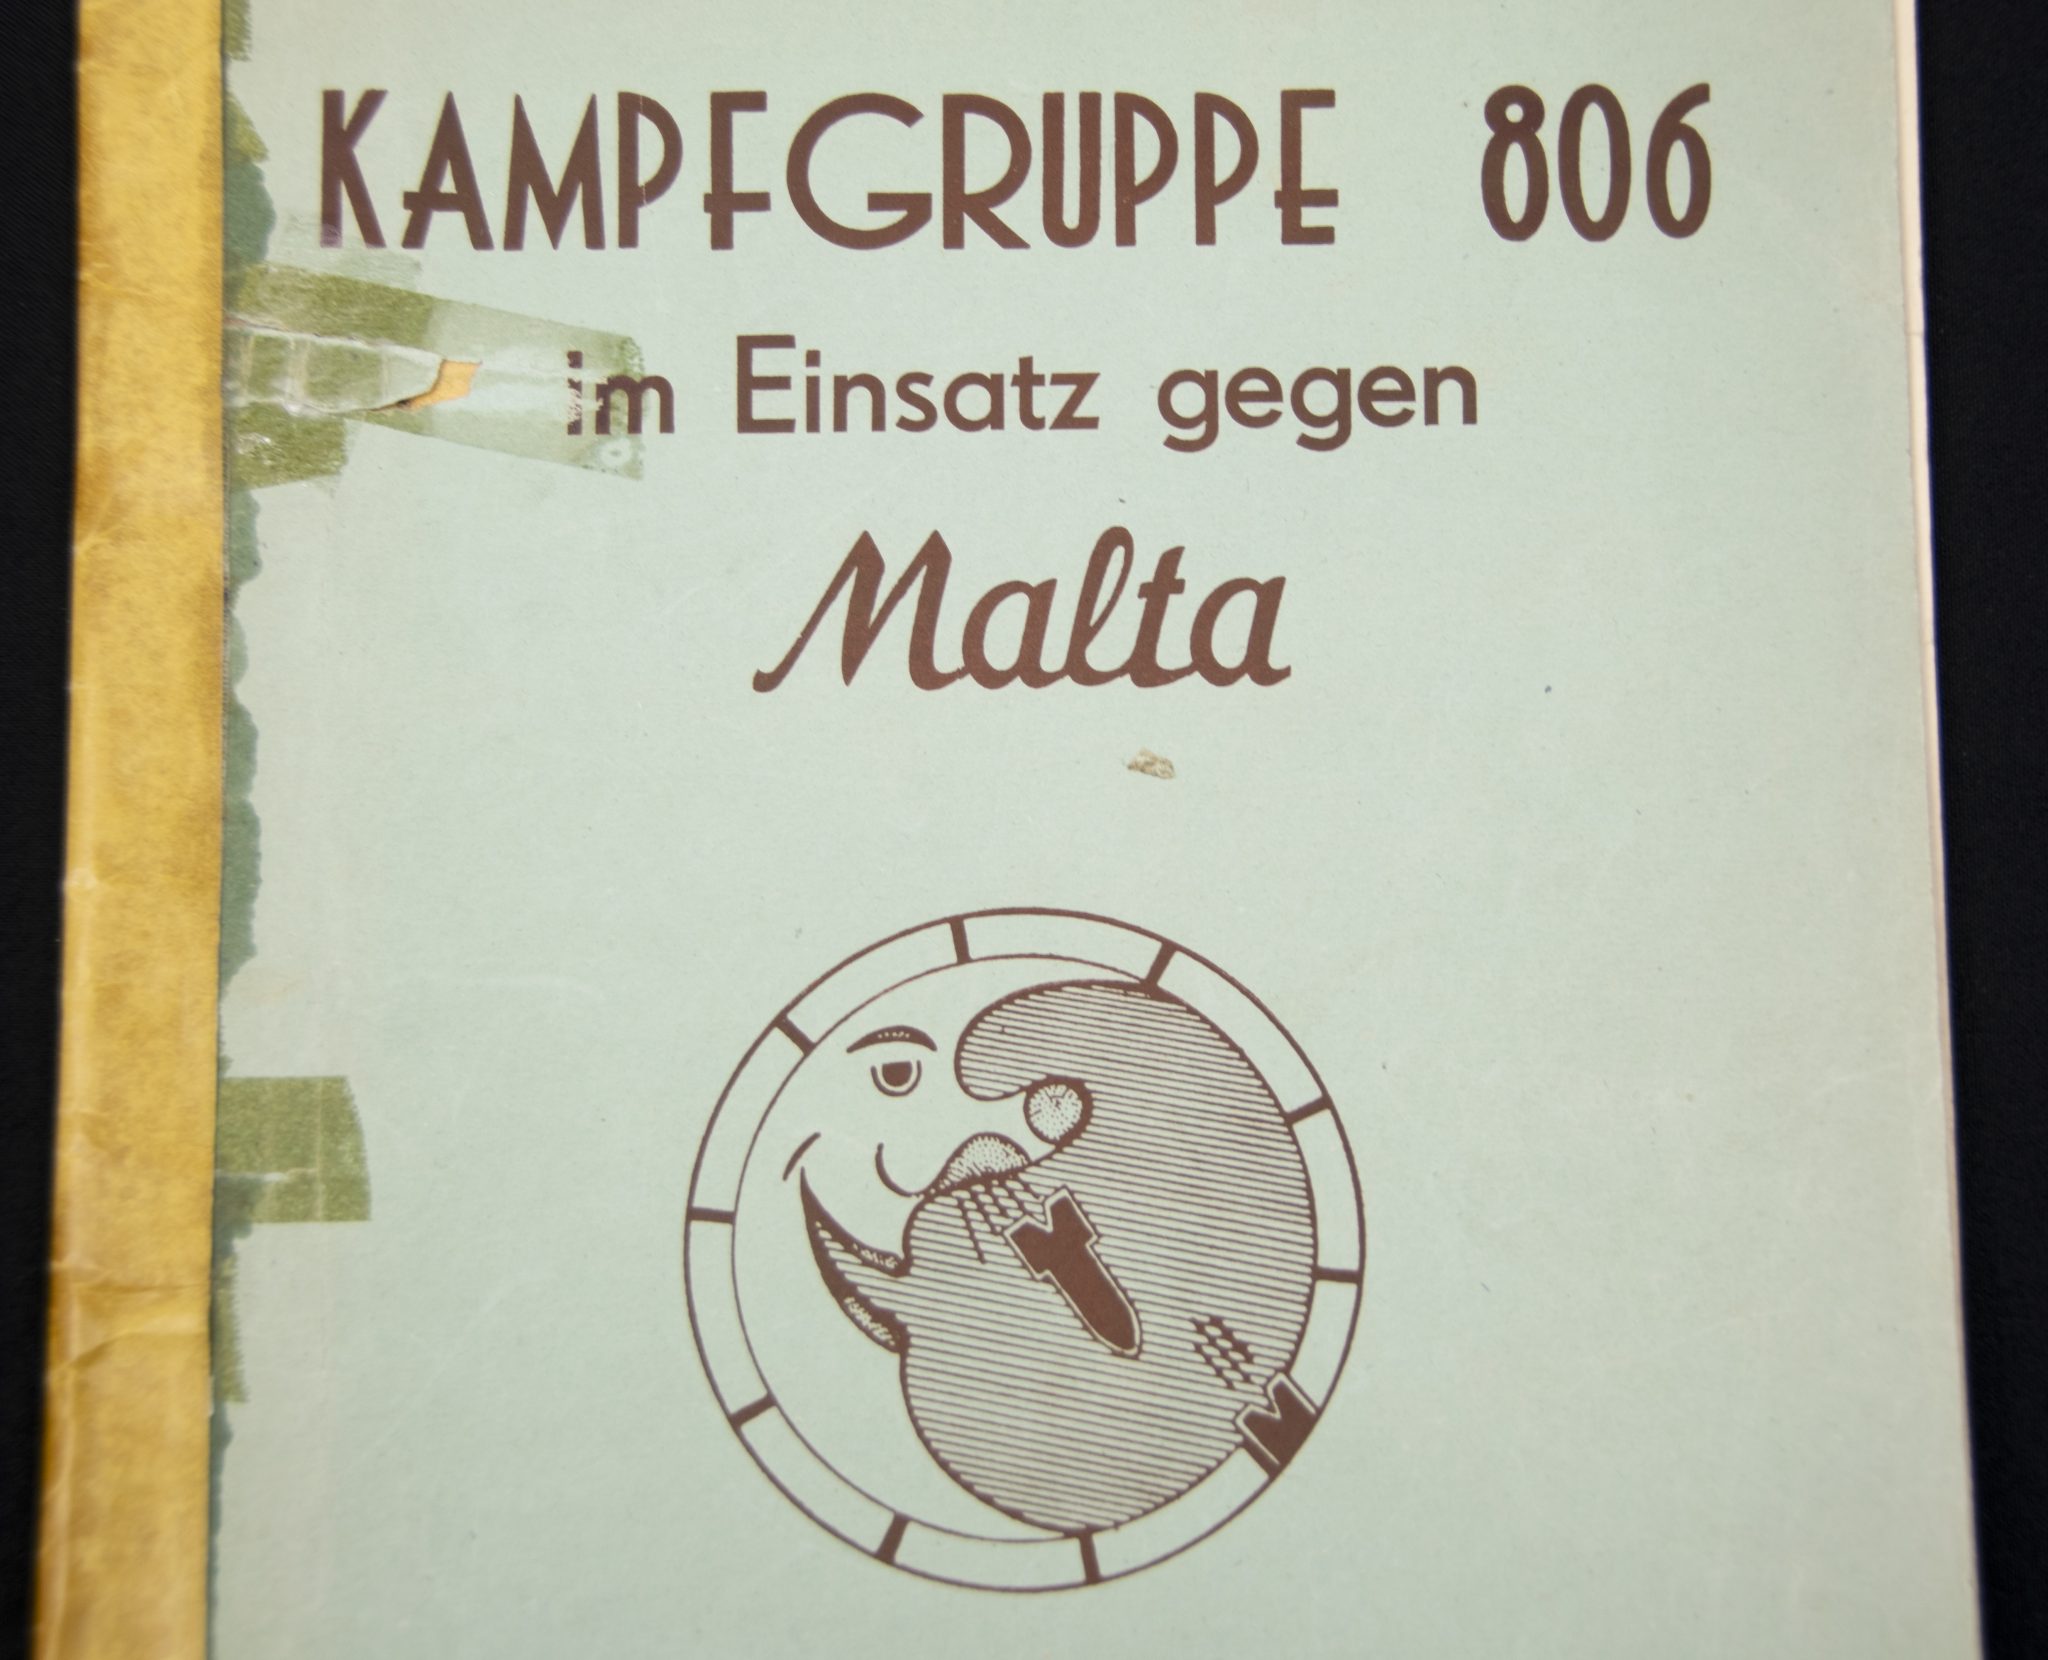 KAMPFGRUPPE 806
im Einsatz gegen
Malta